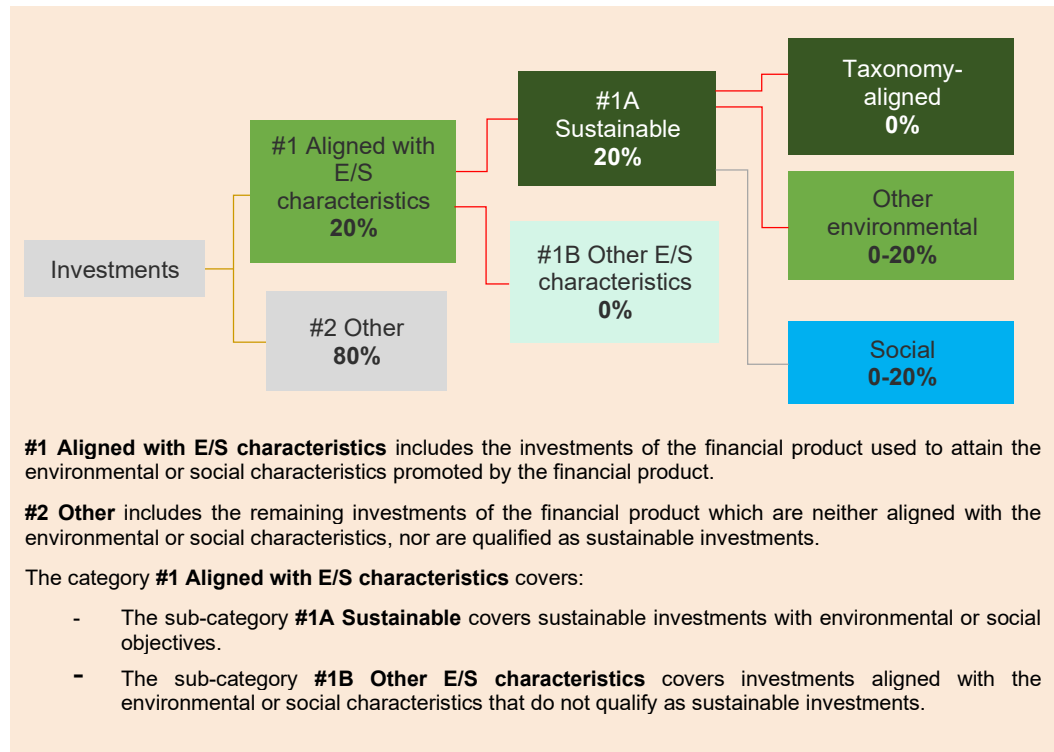 Investments
#1 Aligned with
E/S
characteristics
20%
#2 Other
80%
#1A
Sustainable
20%
#1B Other E/S
characteristics
0%
Taxonomy-
aligned
0%
Other
environmental
0-20%
Social
0-20%
#1 Aligned with E/S characteristics includes the investments of the financial product used to attain the
environmental or social characteristics promoted by the financial product.
#2 Other includes the remaining investments of the financial product which are neither aligned with the
environmental or social characteristics, nor are qualified as sustainable investments.
The category #1 Aligned with E/S characteristics covers:
- The sub-category #1A Sustainable covers sustainable investments with environmental or social
objectives.
- The sub-category #1B Other E/S characteristics covers investments aligned with the
environmental or social characteristics that do not qualify as sustainable investments.